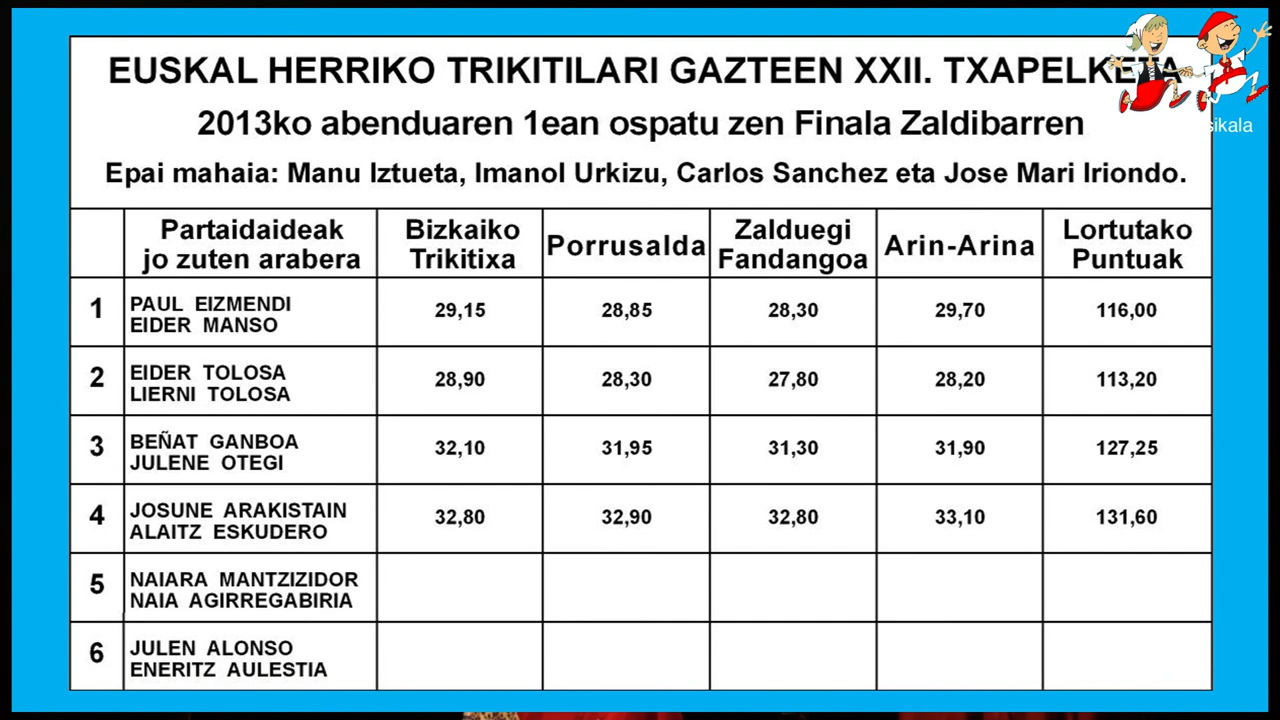 EUSKAL HERRIKO TRIKITILARI GAZTEEN XXII. TXAPELKETA
2013ko abenduaren 1ean ospatu zen Finala Zaldibarren
Epai mahaia: Manu Iztueta, Imanol Urkizu, Carlos Sanchez eta Jose Mari Iriondo.
Partaidaideak jo zuten arabera Bizkaiko Trikitixa Porrusalda Zalduegi Fandangoa Arin-Arina Lortutako Puntuak
1 PAUL EIZMENDI EIDER MANSO 29,15 28,85 28,30 29,70 116,00
2 EIDER TOLOSA LIERNI TOLOSA 28,90 28,30 27,80 28,20 113,20
3 BEÑAT GANBOA JULENE OTEGI 32,10 31,95 31,30 31,90 127,25
4 JOSUNE ARAKISTAIN ALAITZ ESKUDERO 32,80 32,90 32,80 33,10 131,60
5 NAIARA MANTZIZIDOR NAIA AGIRREGABIRIA
6 JULEN ALONSO ENERITZ AULESTIA